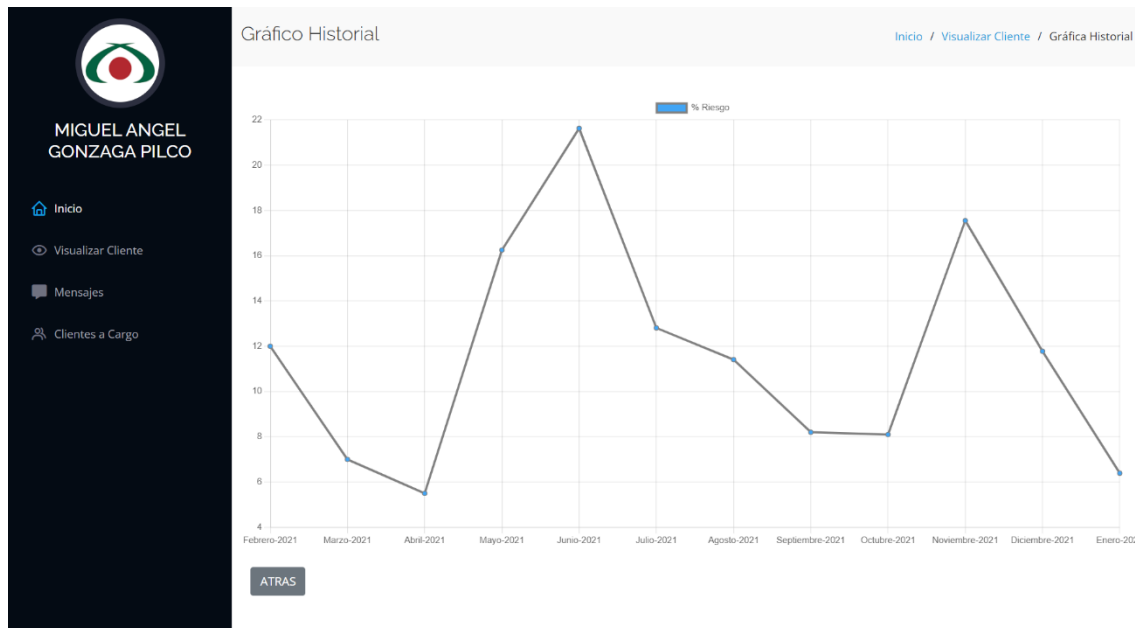 MIGUEL ANGEL
GONZAGA PILCO
Inicio
Visualizar Cliente
Mensajes
Clientes a Cargo
Gráfico Historial
Inicio / Visualizar Cliente / Gráfica Historial
% Riesgo
22
20
18
16
14
12
10
8
6
4
Febrero-2021 Marzo-2021 Abril-2021 Mayo-2021 Junio-2021 Julio-2021 Agosto-2021 Septiembre-2021 Octubre-2021 Noviembre-2021 Diciembre-2021 Enero-202
ATRAS